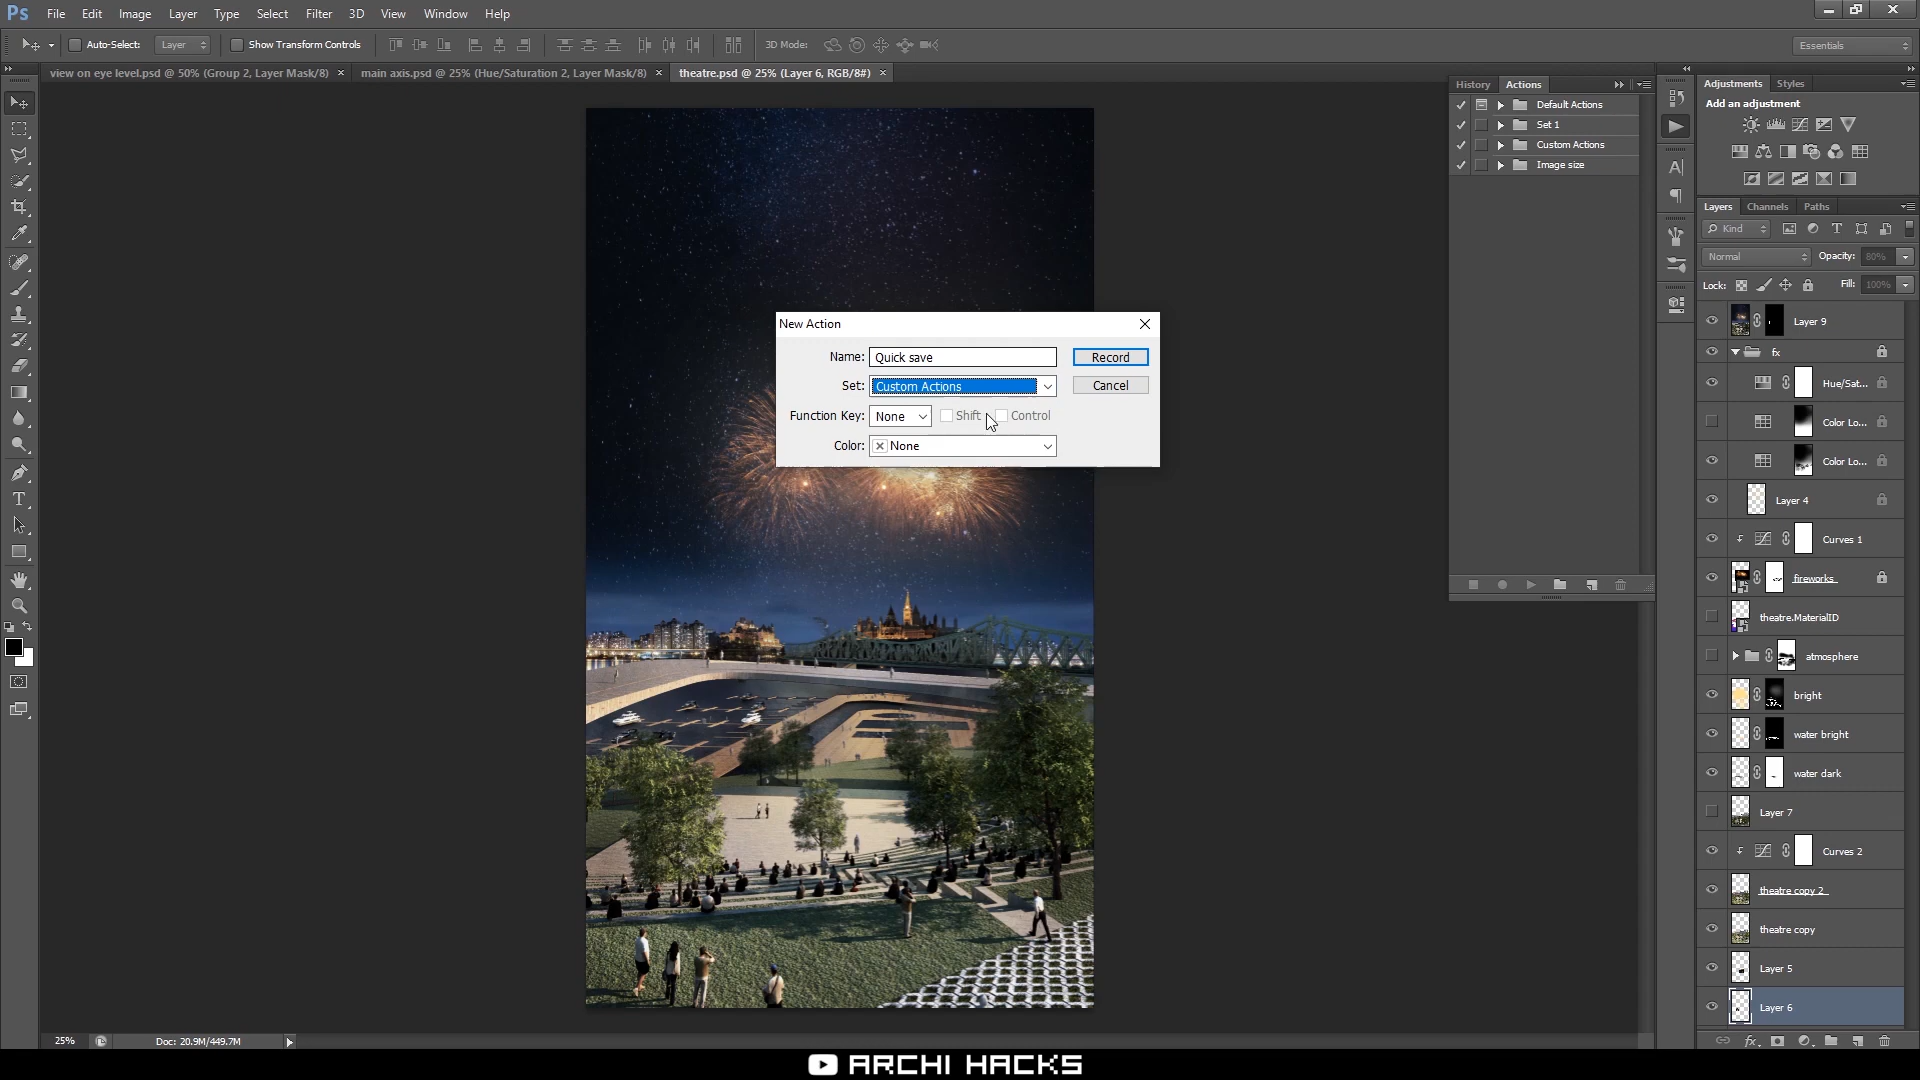 Ps File Edit Image Layer Type Select Filter 3D View Window Help
Auto-Select: Layer Show Transform Controls 3D Mode: Essentials
view on eye level.psd @ 50% (Group 2, Layer Mask/8) × main axis.psd @ 25% (Hue/Saturation 2, Layer Mask/8) × theatre.psd @ 25% (Layer 6, RGB/8#) ×
History Actions
Default Actions
Set 1
Custom Actions
Image size
Adjustments Styles
Add an adjustment
Layers Channels Paths
Kind
Normal Opacity: 80%
Lock: Fill: 100%
Layer 9
fx
Hue/Sat...
Color Lo...
Color Lo...
Layer 4
Curves 1
fireworks
theatre.MaterialID
atmosphere
bright
water bright
water dark
Layer 7
Curves 2
theatre copy 2
theatre copy
Layer 5
Layer 6
New Action
Name: Quick save Record
Set: Custom Actions Cancel
Function Key: None Shift Control
Color: None
25% Doc: 20.9M/449.7M
ARCHI HACKS